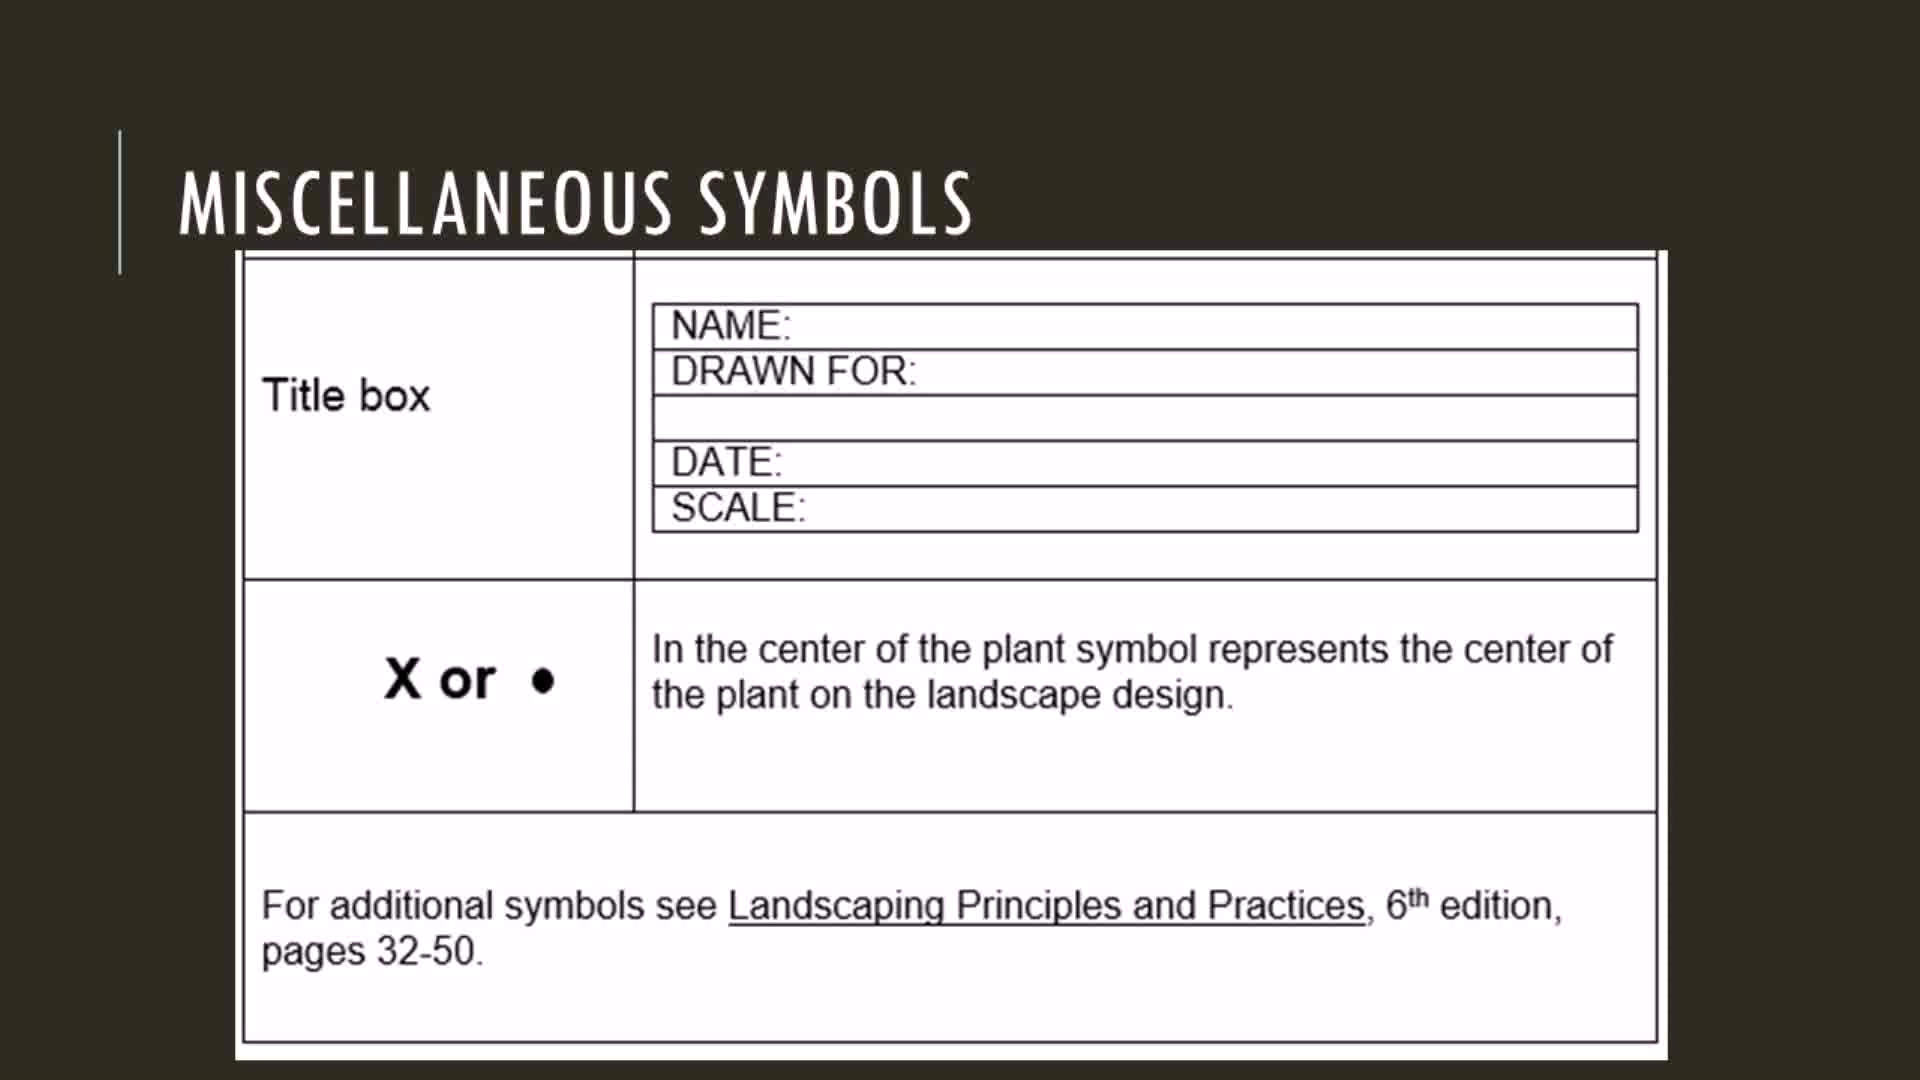 MISCELLANEOUS SYMBOLS
Title box
NAME:
DRAWN FOR:
DATE:
SCALE:
X or •
In the center of the plant symbol represents the center of
the plant on the landscape design.
For additional symbols see Landscaping Principles and Practices, 6th edition,
pages 32-50.